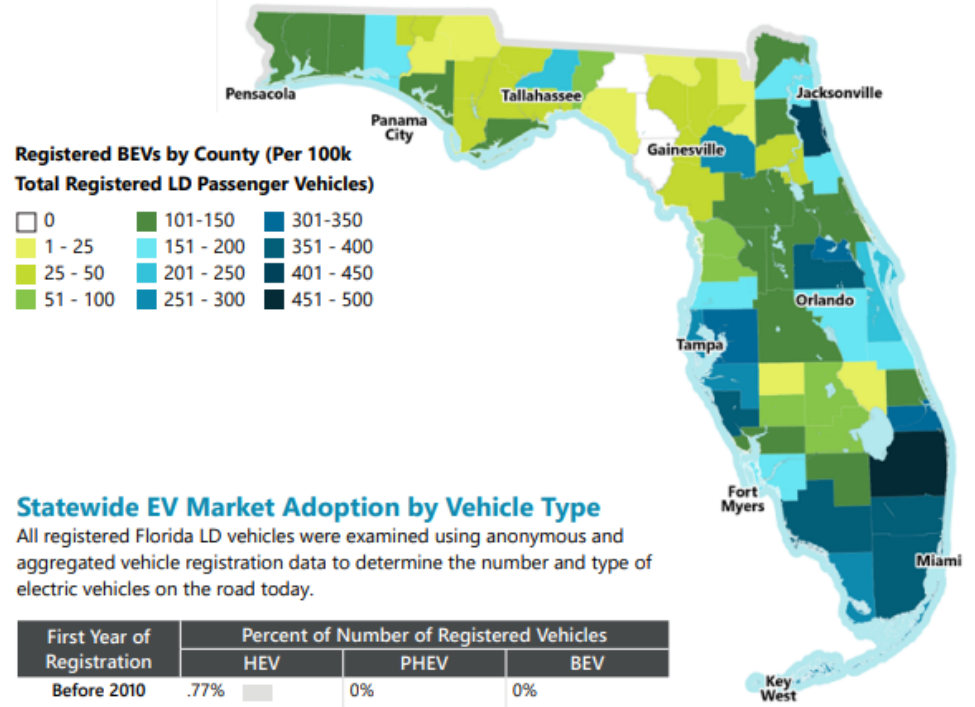 Pensacola
Panama
City
Tallahassee
Jacksonville
Gainesville
Registered BEVs by County (Per 100k
Total Registered LD Passenger Vehicles)
0
101-150
301-350
1 - 25
151 - 200
351 - 400
25 - 50
201 - 250
401 - 450
51 - 100
251 - 300
451 - 500
Orlando
Tampa
Fort
Myers
Miami
Key
West
Statewide EV Market Adoption by Vehicle Type
All registered Florida LD vehicles were examined using anonymous and
aggregated vehicle registration data to determine the number and type of
electric vehicles on the road today.
First Year of
Registration
Percent of Number of Registered Vehicles
HEV PHEV BEV
Before 2010 .77% 0% 0%